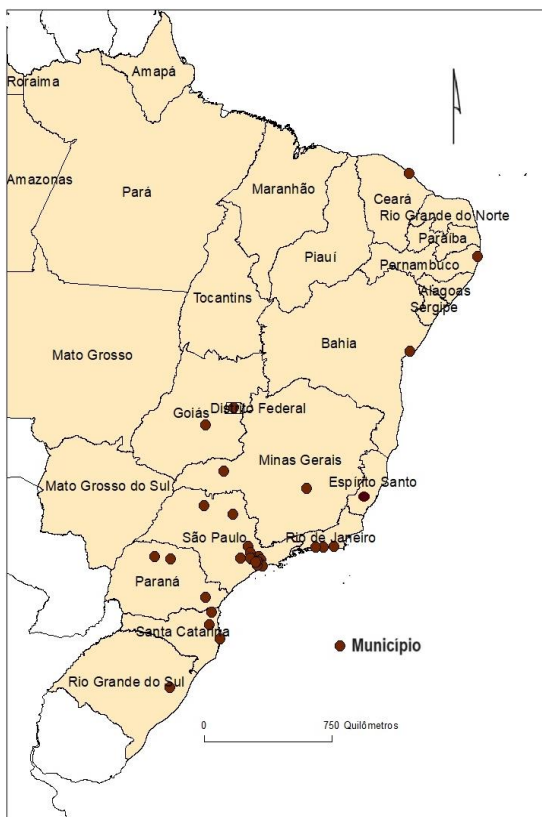 Amapá
Roraima
Amazonas
Pará
Maranhão
Ceará
Rio Grande do Norte
Paraíba
Piauí
Pernambuco
Alagoas
Sergipe
Tocantins
Mato Grosso
Bahia
Goiás
Distrito Federal
Minas Gerais
Mato Grosso do Sul
Espírito Santo
São Paulo
Rio de Janeiro
Paraná
Santa Catarina
Município
Rio Grande do Sul
0 750 Quilômetros